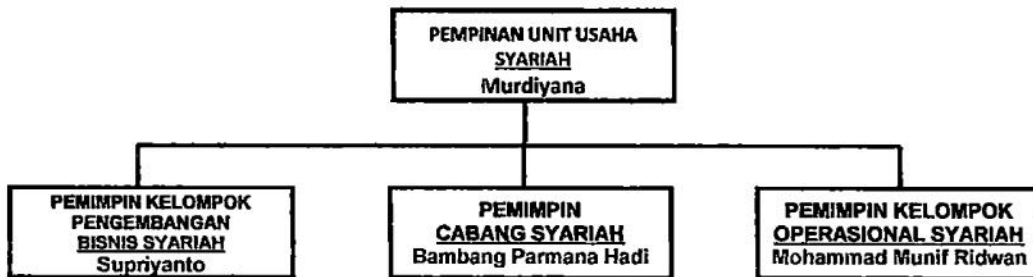 PEMPINAN UNIT USAHA
SYARIAH
Murdiyana
PEMIMPIN KELOMPOK
PENGEMBANGAN
BISNIS SYARIAH
Supriyanto
PEMIMPIN
CABANG SYARIAH
Bambang Parmana Hadi
PEMIMPIN KELOMPOK
OPERASIONAL SYARIAH
Mohammad Munif Ridwan